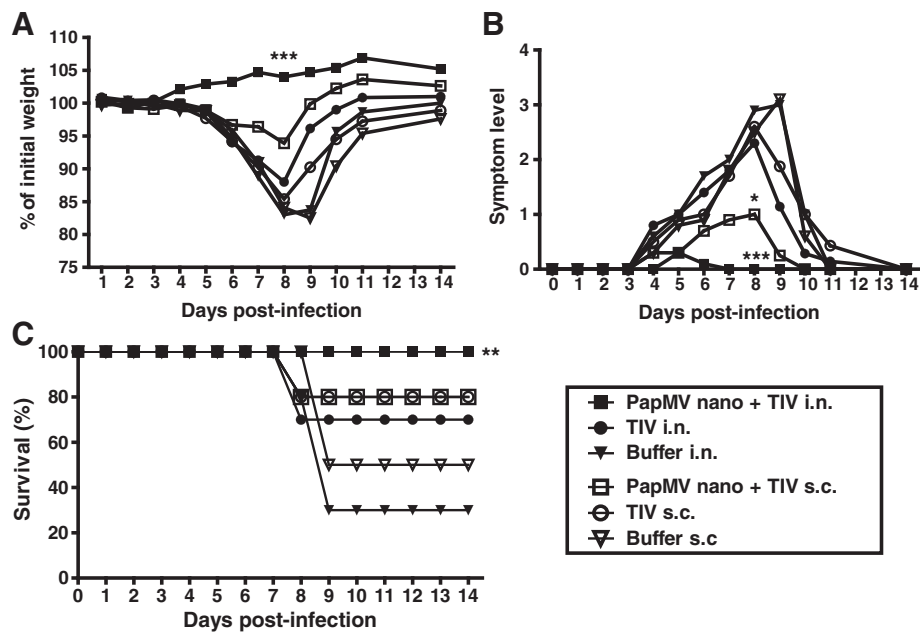 A
110
105
100
95
90
85
80
75
% of initial weight
***
1 2 3 4 5 6 7 8 9 10 11 12 13 14
Days post-infection
B
4
3
2
1
0
Symptom level
*
***
0 1 2 3 4 5 6 7 8 9 10 11 12 13 14
Days post-infection
C
100
80
60
40
20
0
Survival (%)
**
0 1 2 3 4 5 6 7 8 9 10 11 12 13 14
Days post-infection
PapMV nano + TIV i.n.
TIV i.n.
Buffer i.n.
PapMV nano + TIV s.c.
TIV s.c.
Buffer s.c